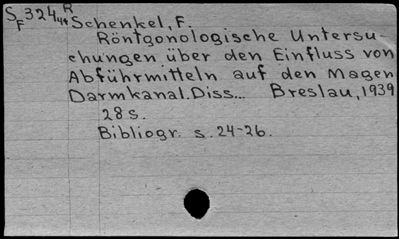 S 324 R
F 44 Schenkel, F.
Röntgonologische Untersu-
chungen über den Einfluss von
Abführmitteln auf den Magen
Darmkanal. Diss... Breslau, 1939
28 s.
Bibliogr. s. 24-26.